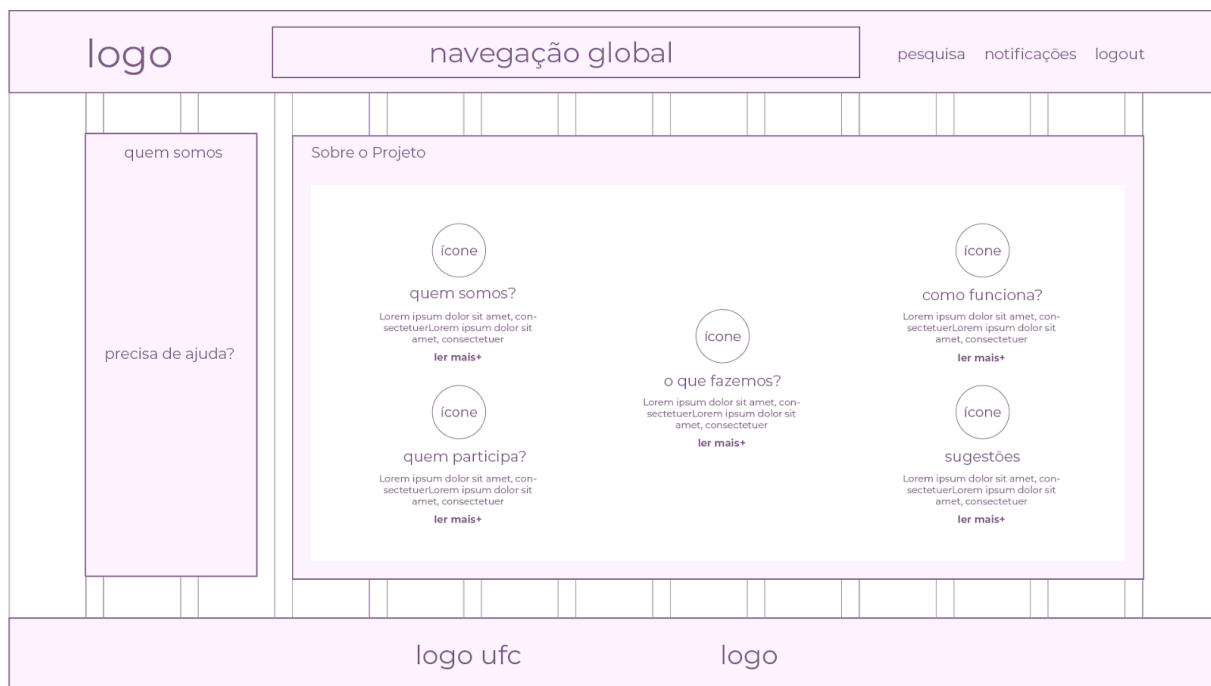 logo
navegação global
pesquisa notificações logout
quem somos
precisa de ajuda?
Sobre o Projeto
ícone
quem somos?
Lorem ipsum dolor sit amet, con-
sectetuerLorem ipsum dolor sit
amet, consectetuer
ler mais+
ícone
quem participa?
Lorem ipsum dolor sit amet, con-
sectetuerLorem ipsum dolor sit
amet, consectetuer
ler mais+
ícone
o que fazemos?
Lorem ipsum dolor sit amet, con-
sectetuerLorem ipsum dolor sit
amet, consectetuer
ler mais+
ícone
como funciona?
Lorem ipsum dolor sit amet, con-
sectetuerLorem ipsum dolor sit
amet, consectetuer
ler mais+
ícone
sugestões
Lorem ipsum dolor sit amet, con-
sectetuerLorem ipsum dolor sit
amet, consectetuer
ler mais+
logo ufc
logo